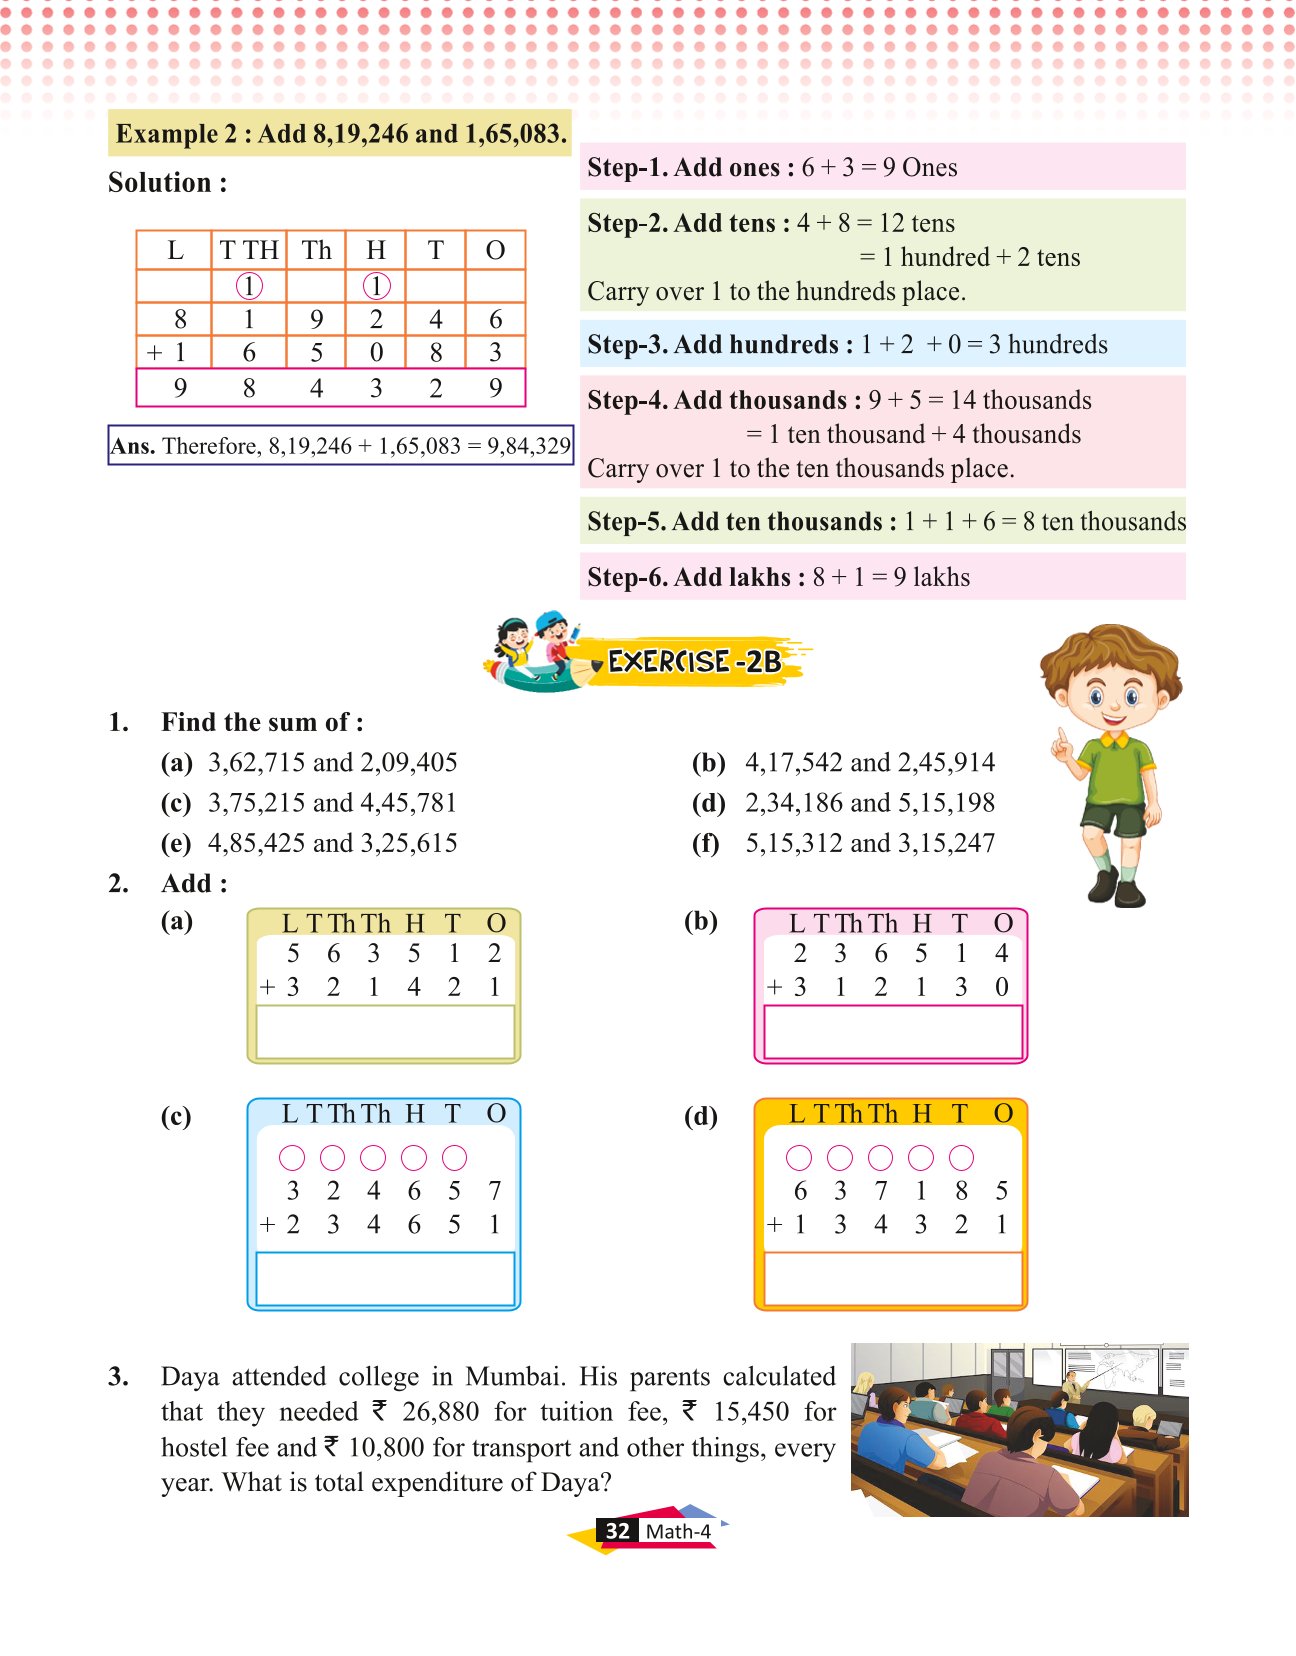 Example 2 : Add 8,19,246 and 1,65,083.
Solution :
L T TH Th H T O
1 1
8 1 9 2 4 6
+ 1 6 5 0 8 3
9 8 4 3 2 9
Ans. Therefore, 8,19,246 + 1,65,083 = 9,84,329
Step-1. Add ones : 6 + 3 = 9 Ones
Step-2. Add tens : 4 + 8 = 12 tens
= 1 hundred + 2 tens
Carry over 1 to the hundreds place.
Step-3. Add hundreds : 1 + 2 + 0 = 3 hundreds
Step-4. Add thousands : 9 + 5 = 14 thousands
= 1 ten thousand + 4 thousands
Carry over 1 to the ten thousands place.
Step-5. Add ten thousands : 1 + 1 + 6 = 8 ten thousands
Step-6. Add lakhs : 8 + 1 = 9 lakhs
EXERCISE -2B
1. Find the sum of :
(a) 3,62,715 and 2,09,405 (b) 4,17,542 and 2,45,914
(c) 3,75,215 and 4,45,781 (d) 2,34,186 and 5,15,198
(e) 4,85,425 and 3,25,615 (f) 5,15,312 and 3,15,247
2. Add :
(a)
L T Th Th H T O
5 6 3 5 1 2
+ 3 2 1 4 2 1
(b)
L T Th Th H T O
2 3 6 5 1 4
+ 3 1 2 1 3 0
(c)
L T Th Th H T O
3 2 4 6 5 7
+ 2 3 4 6 5 1
(d)
L T Th Th H T O
6 3 7 1 8 5
+ 1 3 4 3 2 1
3. Daya attended college in Mumbai. His parents calculated
that they needed ₹ 26,880 for tuition fee, ₹ 15,450 for
hostel fee and ₹ 10,800 for transport and other things, every
year. What is total expenditure of Daya?
32 Math-4